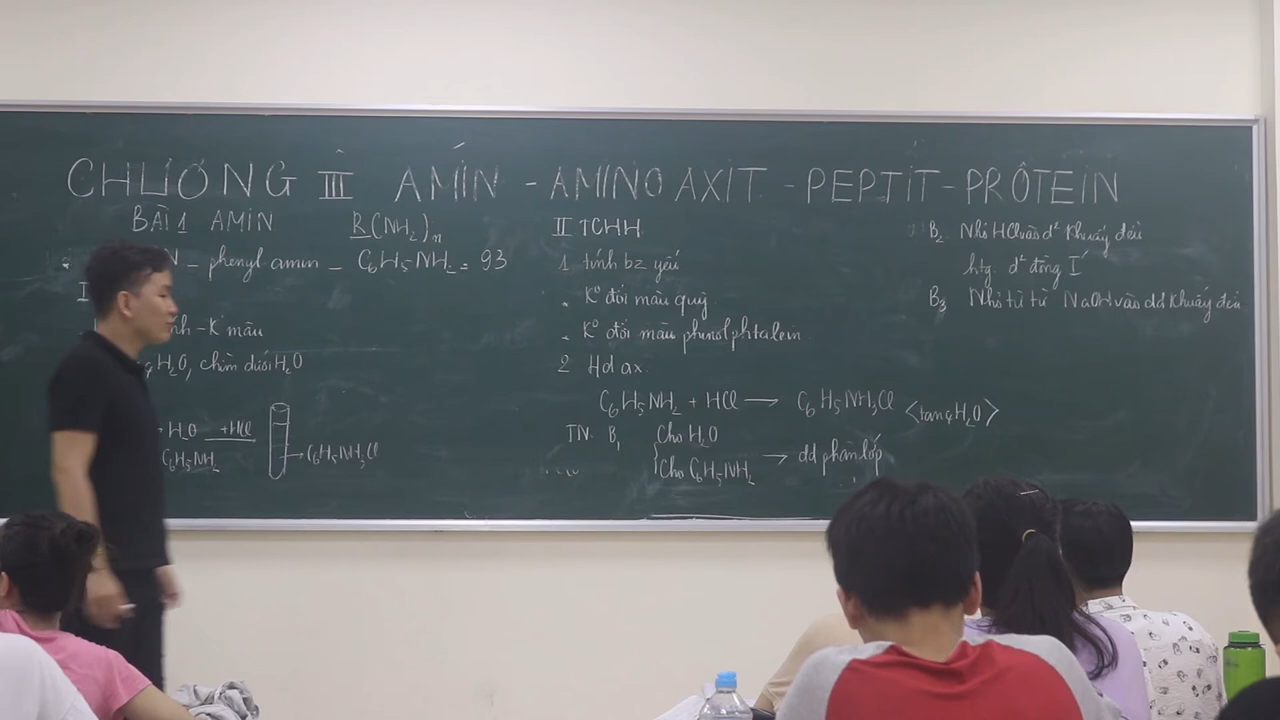 CHƯƠNG III AMIN - AMINO AXIT - PEPTIT - PRÔTEIN
BÀI 1 AMIN R(NH₂)ₙ
N - phenyl amin - C₆H₅NH₂ = 93
I
nh - K° màu
H₂O, chìm dưới H₂O
H₂O +HCl
C₆H₅NH₂
→ C₆H₅NH₃Cl
II TCHH
1. tính bz yếu
. K° đổi màu quỳ
. K° đổi màu phenolphtalein
2 Hd ax.
C₆H₅NH₂ + HCl → C₆H₅NH₃Cl <tan q H₂O>
TN. B₁ Cho H₂O
Cho C₆H₅NH₂ → dd phân lớp
B₂ Nhỏ HCl vào d² Khuấy đều
htg. d² đồng I´
B₃ Nhỏ từ từ NaOH vào dd Khuấy đều